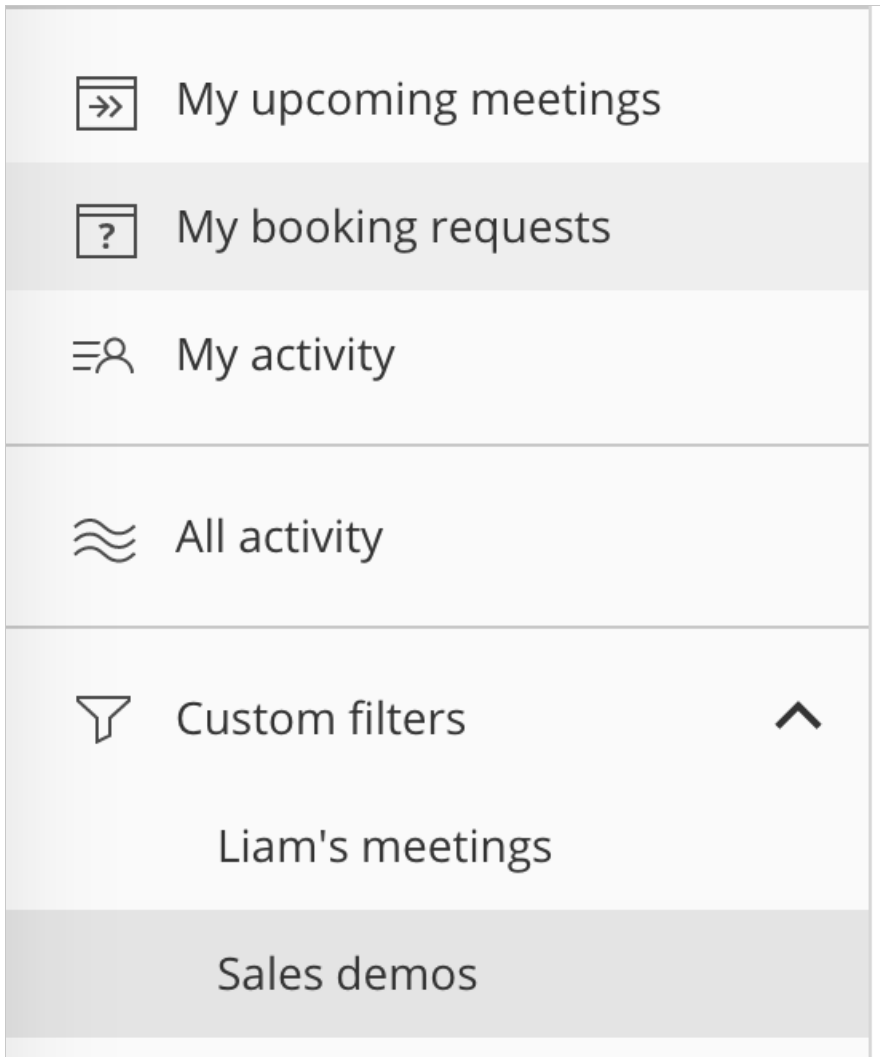 My upcoming meetings
? My booking requests
My activity
All activity
Custom filters
Liam's meetings
Sales demos